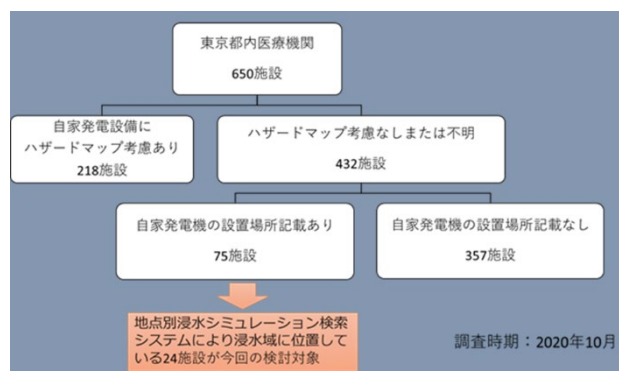 東京都内医療機関
650施設
自家発電設備に
ハザードマップ考慮あり
218施設
ハザードマップ考慮なしまたは不明
432施設
自家発電機の設置場所記載あり
75施設
自家発電機の設置場所記載なし
357施設
地点別浸水シミュレーション検索
システムにより浸水域に位置して
いる24施設が今回の検討対象
調査時期：2020年10月